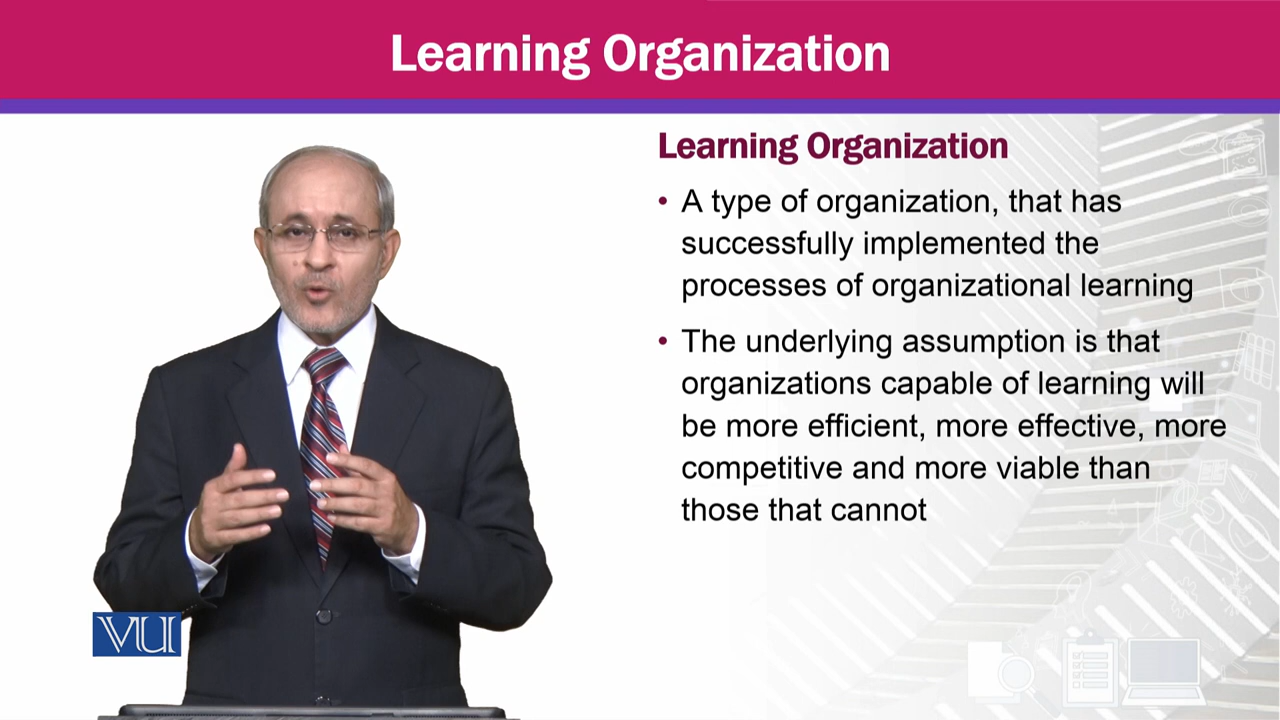 Learning Organization
Learning Organization
• A type of organization, that has
successfully implemented the
processes of organizational learning
• The underlying assumption is that
organizations capable of learning will
be more efficient, more effective, more
competitive and more viable than
those that cannot
VU